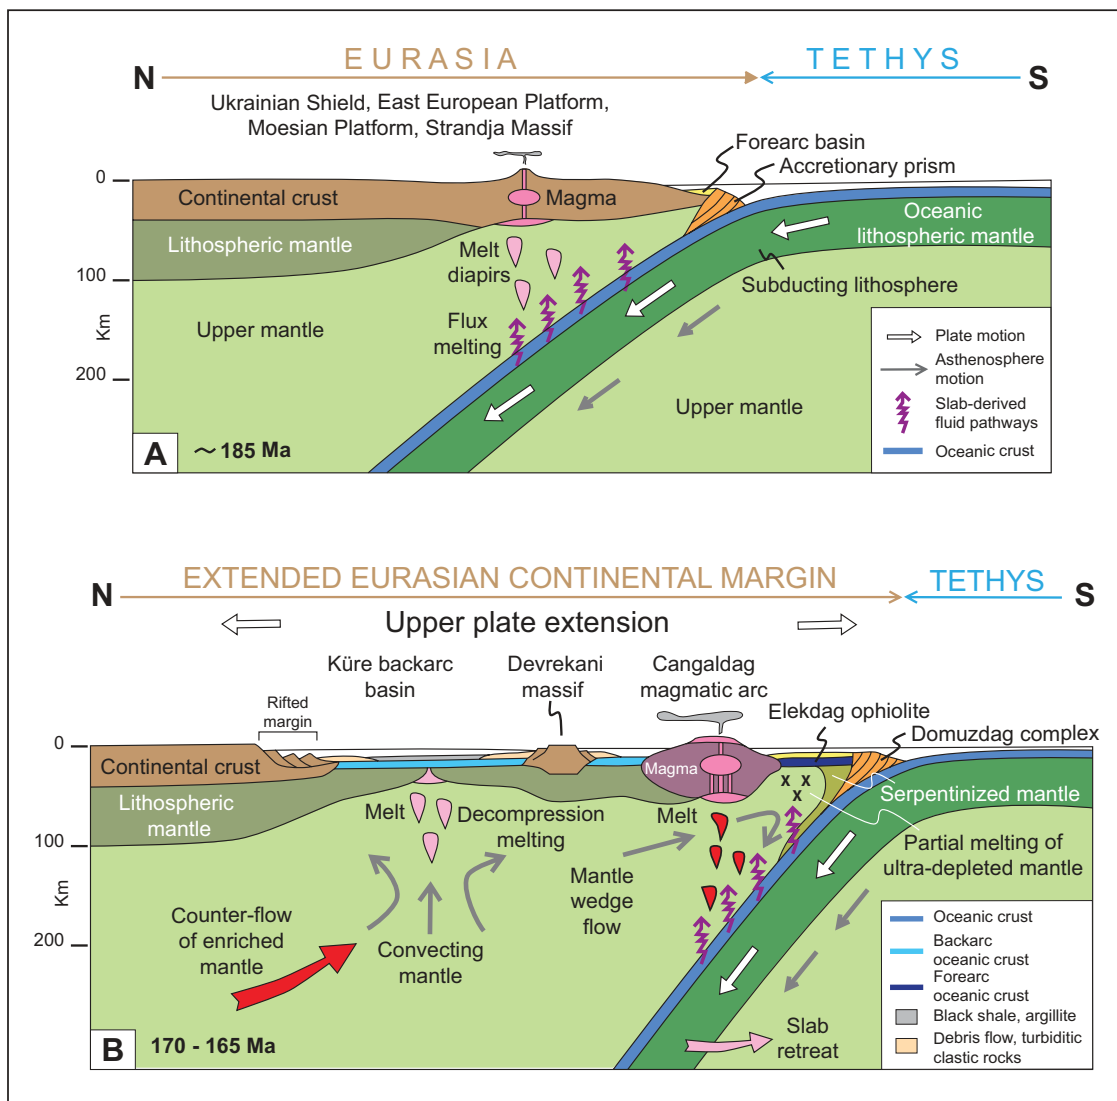 E U R A S I A
T E T H Y S
N
S
Ukrainian Shield, East European Platform,
Moesian Platform, Strandja Massif
Forearc basin
Accretionary prism
0
Continental crust
Magma
Oceanic
lithospheric mantle
Lithospheric mantle
Melt
diapirs
100
Subducting lithosphere
Km
Upper mantle
Flux
melting
200
Upper mantle
Plate motion
Asthenosphere
motion
Slab-derived
fluid pathways
Oceanic crust
A
~ 185 Ma
EXTENDED EURASIAN CONTINENTAL MARGIN
TETHYS
N
S
Upper plate extension
Küre backarc
basin
Devrekani
massif
Cangaldag
magmatic arc
Rifted
margin
Elekdag ophiolite
Domuzdag complex
0
Continental crust
Magma
Serpentinized mantle
Lithospheric
mantle
Melt
Decompression
melting
Melt
Partial melting of
ultra-depleted mantle
X X
X
100
Km
Mantle
wedge
flow
Counter-flow
of enriched
mantle
Convecting
mantle
200
Slab
retreat
Oceanic crust
Backarc
oceanic crust
Forearc
oceanic crust
Black shale, argillite
Debris flow, turbiditic
clastic rocks
B
170 - 165 Ma